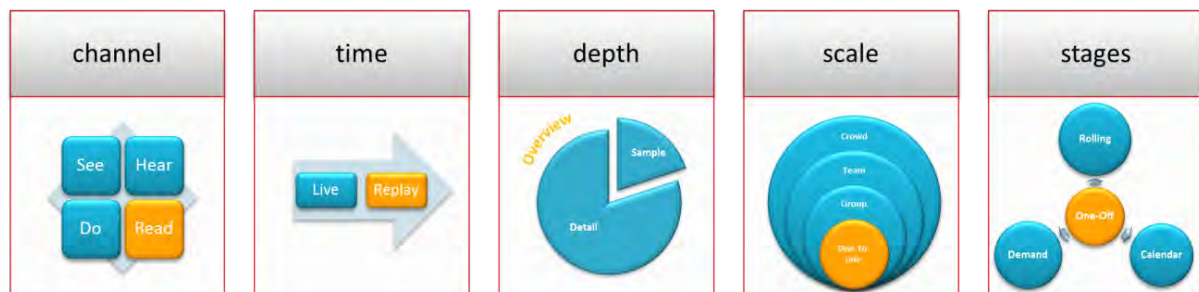 channel
See
Hear
Do
Read
time
Live
Replay
depth
Overview
Sample
Detail
scale
Crowd
Team
Group
One-to
one
stages
Rolling
One-Off
Demand
Calendar